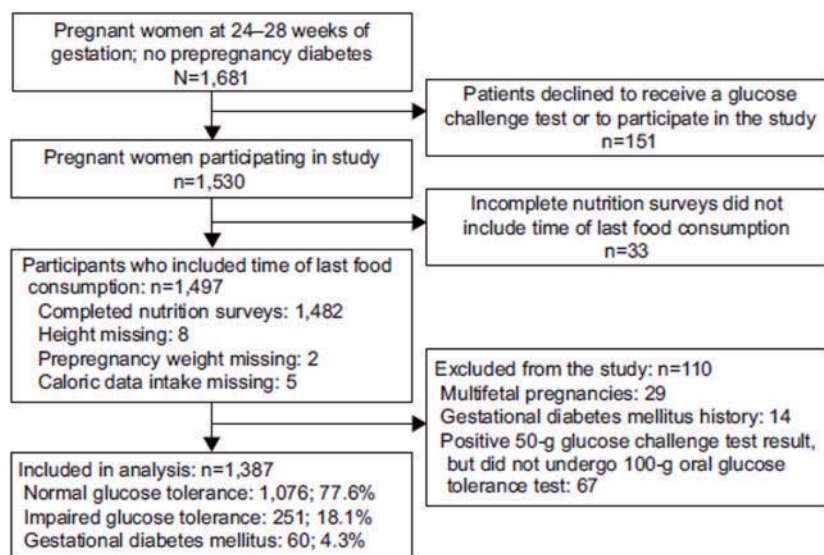 Pregnant women at 24–28 weeks of
gestation; no prepregnancy diabetes
N=1,681
Patients declined to receive a glucose
challenge test or to participate in the study
n=151
Pregnant women participating in study
n=1,530
Incomplete nutrition surveys did not
include time of last food consumption
n=33
Participants who included time of last food
consumption: n=1,497
Completed nutrition surveys: 1,482
Height missing: 8
Prepregnancy weight missing: 2
Caloric data intake missing: 5
Excluded from the study: n=110
Multifetal pregnancies: 29
Gestational diabetes mellitus history: 14
Positive 50-g glucose challenge test result,
but did not undergo 100-g oral glucose
tolerance test: 67
Included in analysis: n=1,387
Normal glucose tolerance: 1,076; 77.6%
Impaired glucose tolerance: 251; 18.1%
Gestational diabetes mellitus: 60; 4.3%